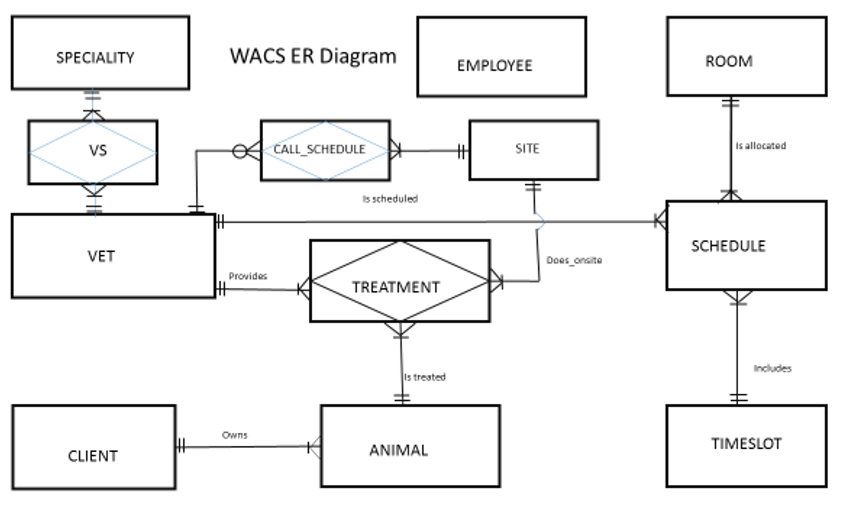 SPECIALITY
WACS ER Diagram
EMPLOYEE
ROOM
VS
CALL_SCHEDULE
SITE
Is allocated
Is scheduled
VET
SCHEDULE
Provides
TREATMENT
Does_onsite
Is treated
Includes
CLIENT
Owns
ANIMAL
TIMESLOT